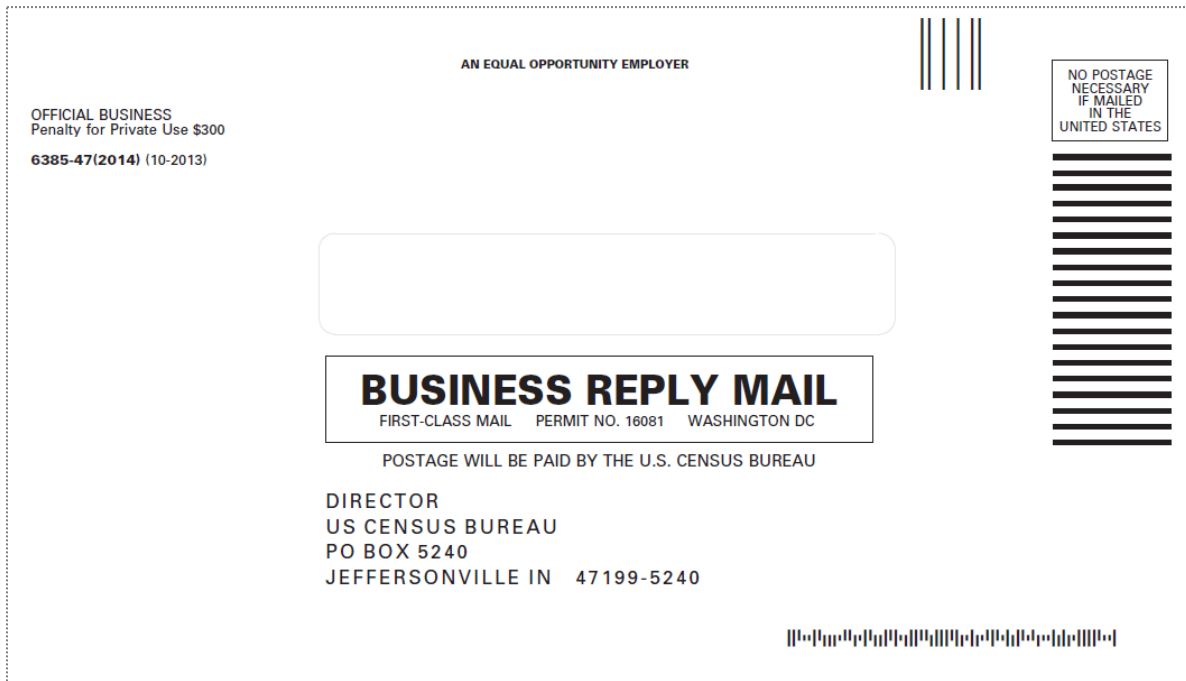 AN EQUAL OPPORTUNITY EMPLOYER
NO POSTAGE
NECESSARY
IF MAILED
IN THE
UNITED STATES
OFFICIAL BUSINESS
Penalty for Private Use $300
6385-47(2014) (10-2013)
BUSINESS REPLY MAIL
FIRST-CLASS MAIL PERMIT NO. 16081 WASHINGTON DC
POSTAGE WILL BE PAID BY THE U.S. CENSUS BUREAU
DIRECTOR
US CENSUS BUREAU
PO BOX 5240
JEFFERSONVILLE IN 47199-5240